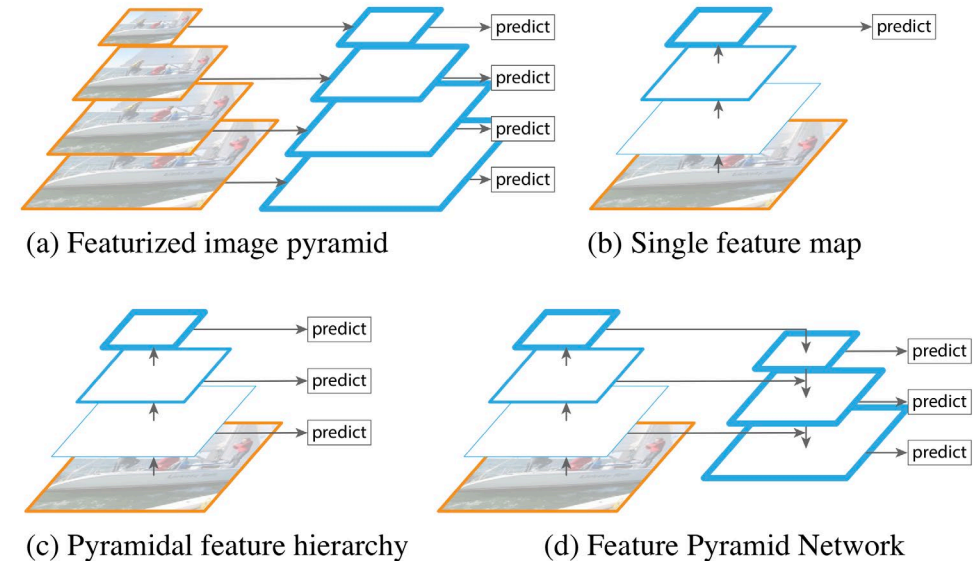 predict
predict
predict
predict
predict
(a) Featurized image pyramid
(b) Single feature map
predict
predict
predict
predict
predict
predict
(c) Pyramidal feature hierarchy
(d) Feature Pyramid Network